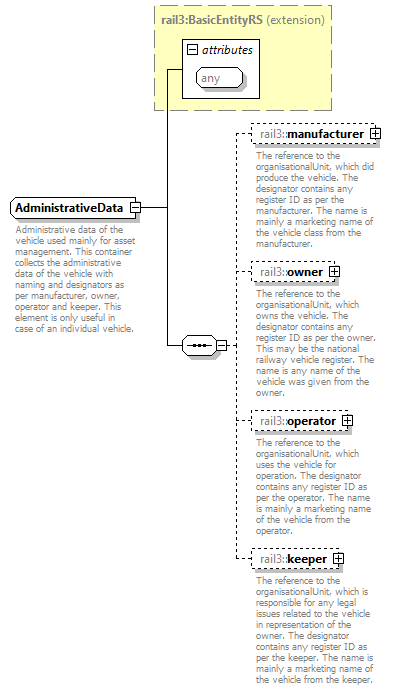 rail3:BasicEntityRS (extension)
attributes
any
rail3::manufacturer
The reference to the
organisationalUnit, which did
produce the vehicle. The
designator contains any
register ID as per the
manufacturer. The name is
mainly a marketing name of
the vehicle class from the
manufacturer.
AdministrativeData
Administrative data of the
vehicle used mainly for asset
management. This container
collects the administrative
data of the vehicle with
naming and designators as
per manufacturer, owner,
operator and keeper. This
element is only useful in
case of an individual vehicle.
rail3::owner
The reference to the
organisationalUnit, which
owns the vehicle. The
designator contains any
register ID as per the owner.
This may be the national
railway vehicle register. The
name is any name of the
vehicle was given from the
owner.
rail3::operator
The reference to the
organisationalUnit, which
uses the vehicle for
operation. The designator
contains any register ID as
per the operator. The name
is mainly a marketing name
of the vehicle from the
operator.
rail3::keeper
The reference to the
organisationalUnit, which is
responsible for any legal
issues related to the vehicle
in representation of the
owner. The designator
contains any register ID as
per the keeper. The name is
mainly a marketing name of
the vehicle from the keeper.